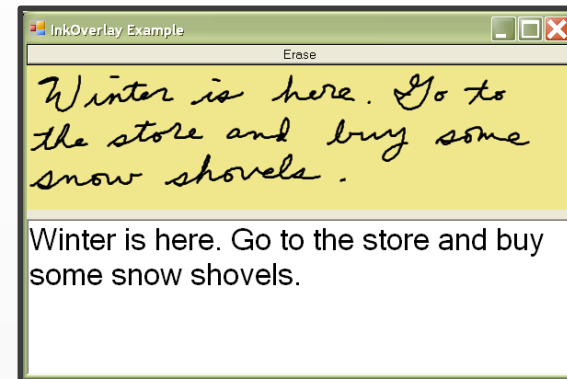 InkOverlay Example
Erase
Winter is here. Go to
the store and buy some
snow shovels.
Winter is here. Go to the store and buy
some snow shovels.